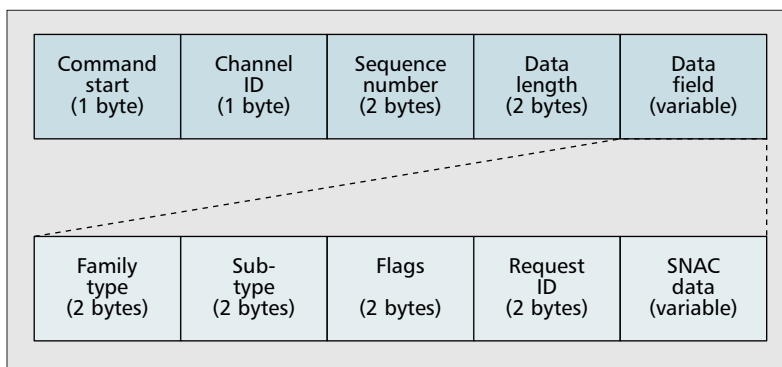 Command
start
(1 byte)
Channel
ID
(1 byte)
Sequence
number
(2 bytes)
Data
length
(2 bytes)
Data
field
(variable)
Family
type
(2 bytes)
Sub-
type
(2 bytes)
Flags
(2 bytes)
Request
ID
(2 bytes)
SNAC
data
(variable)